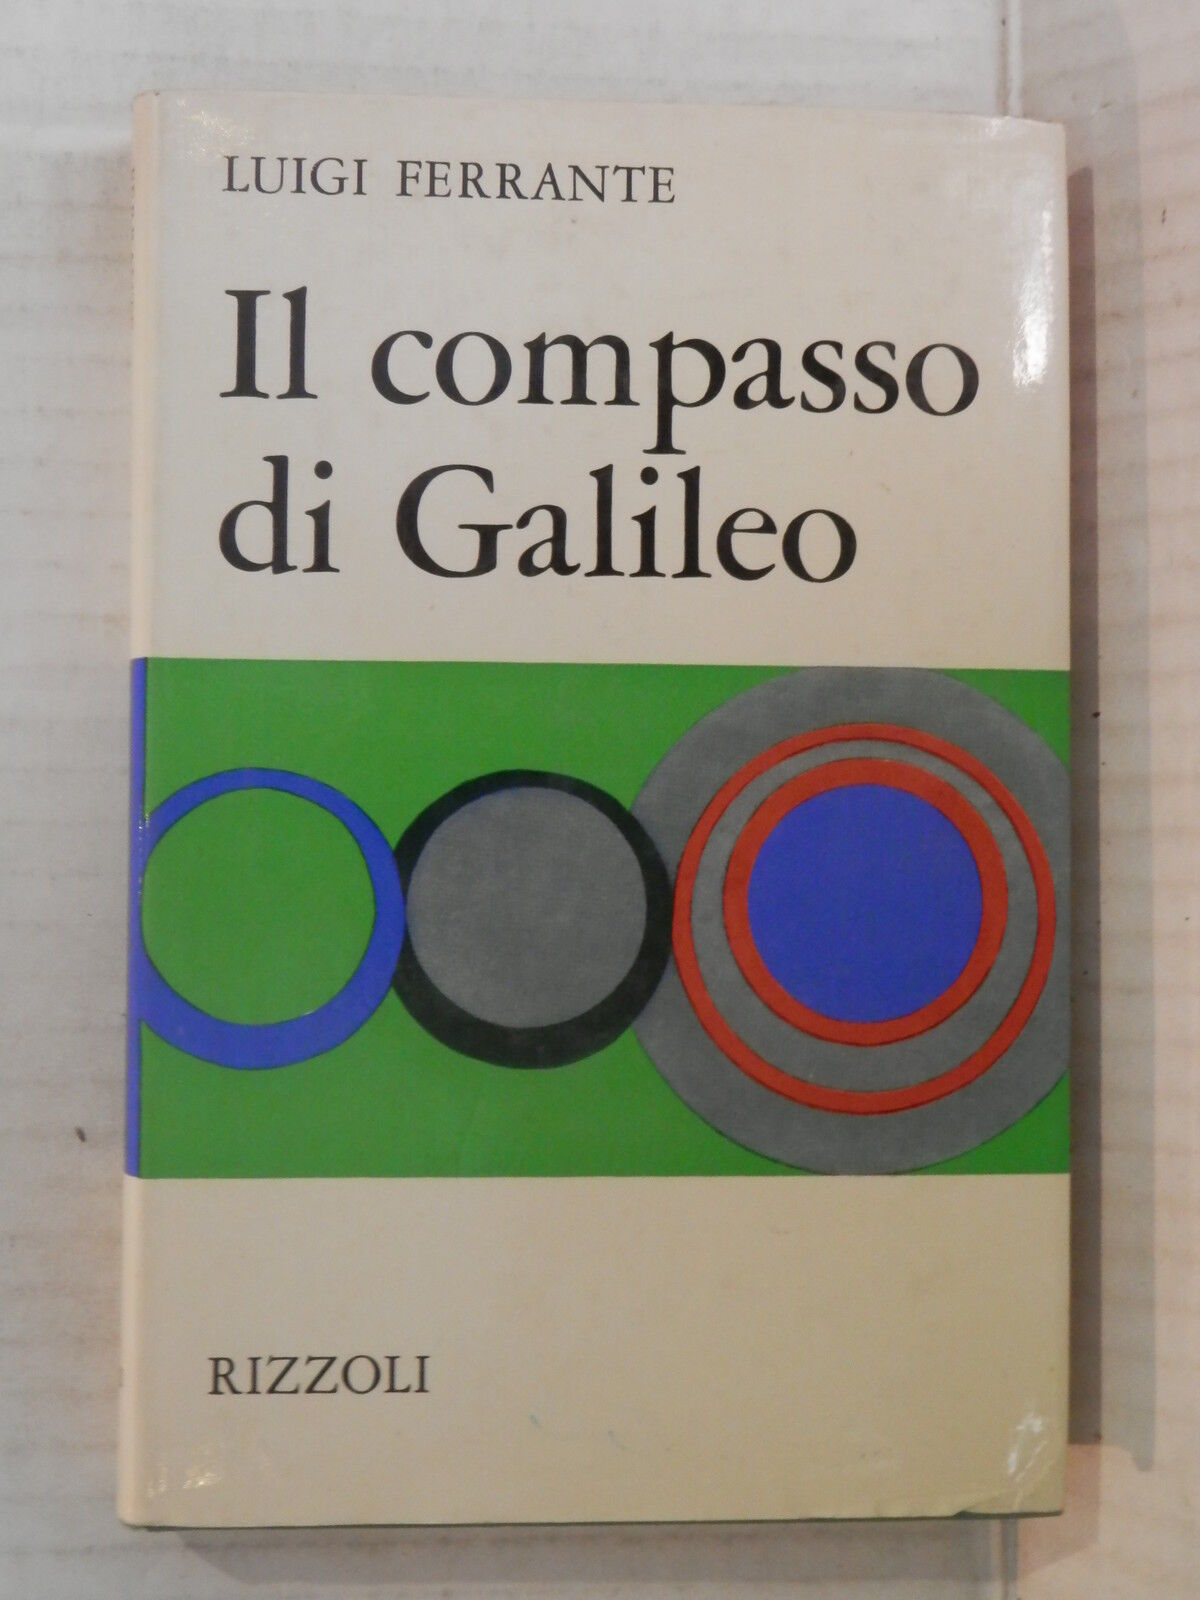 LUIGI FERRANTE
Il compasso
di Galileo
RIZZOLI